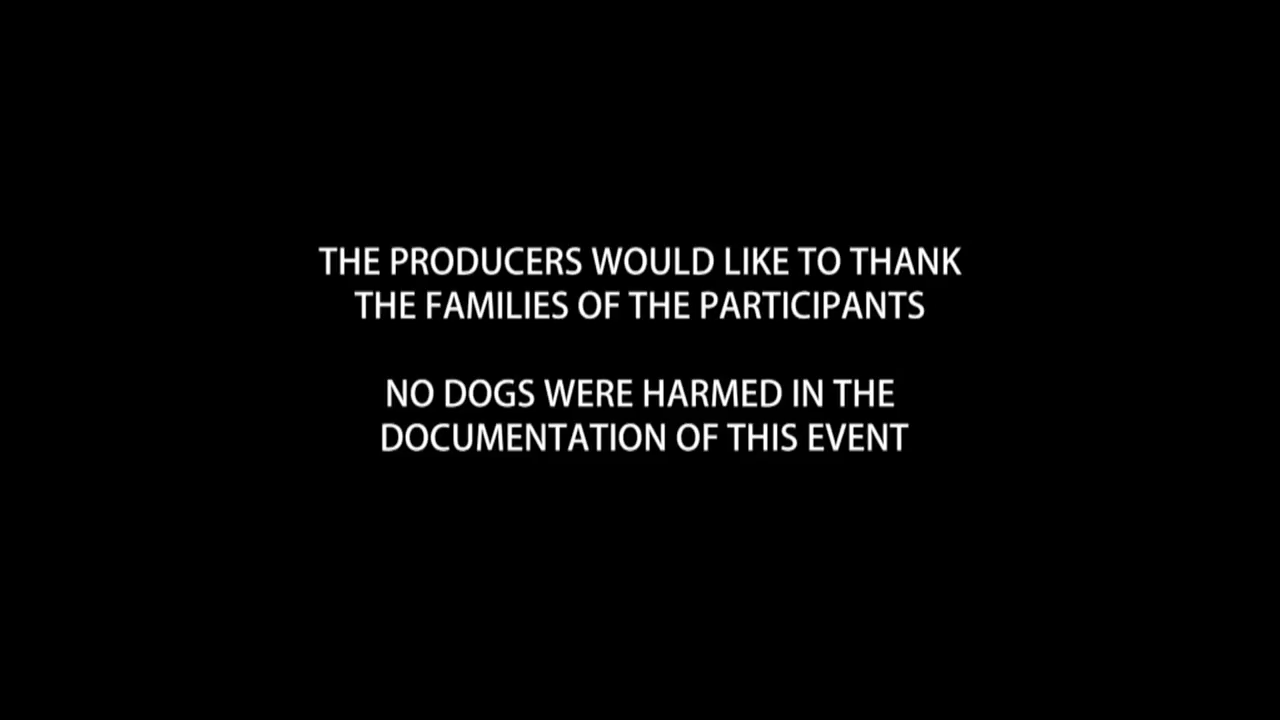 THE PRODUCERS WOULD LIKE TO THANK
THE FAMILIES OF THE PARTICIPANTS
NO DOGS WERE HARMED IN THE
DOCUMENTATION OF THIS EVENT